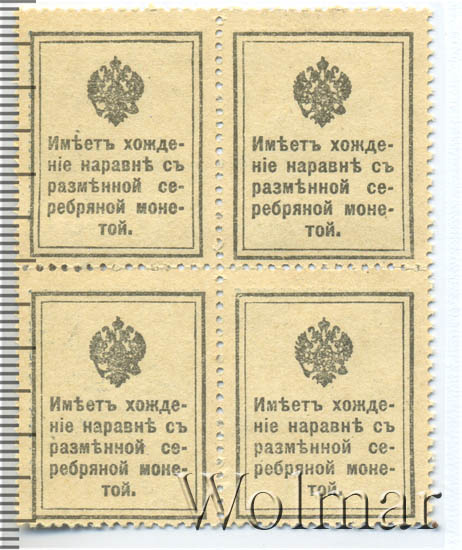 Имѣетъ хожде-
ніе наравнѣ съ
размѣнной се-
ребряной моне-
той.
Имѣетъ хожде-
ніе наравнѣ съ
размѣнной се-
ребряной моне-
той.
Имѣетъ хожде-
ніе наравнѣ съ
размѣнной се-
ребряной моне-
той.
Имѣетъ хожде-
ніе наравнѣ съ
размѣнной се-
ребряной моне-
той.
Wolmar